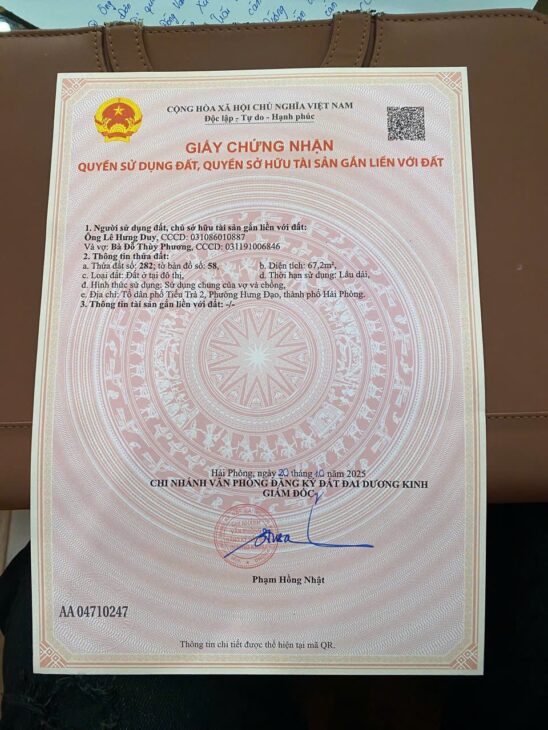 CỘNG HÒA XÃ HỘI CHỦ NGHĨA VIỆT NAM
Độc lập - Tự do - Hạnh phúc
GIẤY CHỨNG NHẬN
QUYỀN SỬ DỤNG ĐẤT, QUYỀN SỞ HỮU TÀI SẢN GẮN LIỀN VỚI ĐẤT
1. Người sử dụng đất, chủ sở hữu tài sản gắn liền với đất:
Ông Lê Hưng Duy, CCCD: 031086010887
Và vợ: Bà Đỗ Thùy Phương, CCCD: 031191006846
2. Thông tin thửa đất:
a. Thửa đất số: 282; tờ bản đồ số: 58, b. Diện tích: 67,2m²,
c. Loại đất: Đất ở tại đô thị, d. Thời hạn sử dụng: Lâu dài,
đ. Hình thức sử dụng: Sử dụng chung của vợ và chồng,
e. Địa chỉ: Tổ dân phố Tiểu Trà 2, Phường Hưng Đạo, thành phố Hải Phòng.
3. Thông tin tài sản gắn liền với đất: -/-
Hải Phòng, ngày 20 tháng 10 năm 2025
CHI NHÁNH VĂN PHÒNG ĐĂNG KÝ ĐẤT ĐAI DƯƠNG KINH
GIÁM ĐỐC
Phạm Hồng Nhật
AA 04710247
Thông tin chi tiết được thể hiện tại mã QR.